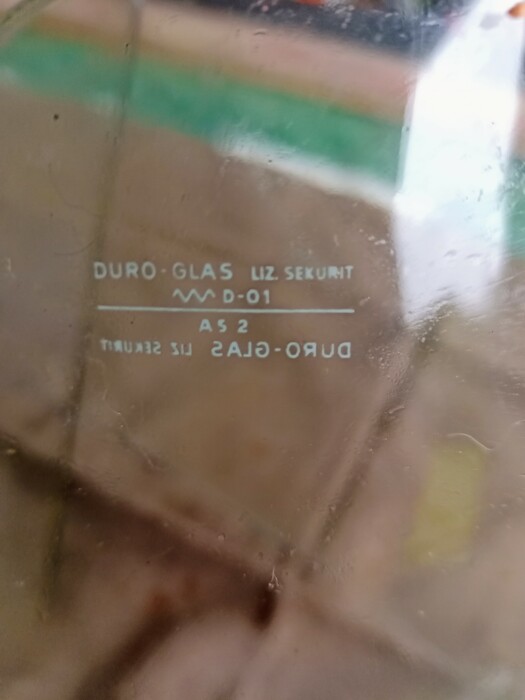 DURO-GLAS LIZ. SEKURIT
D-01
AS 2
DURO-GLAS LIZ SEKURIT